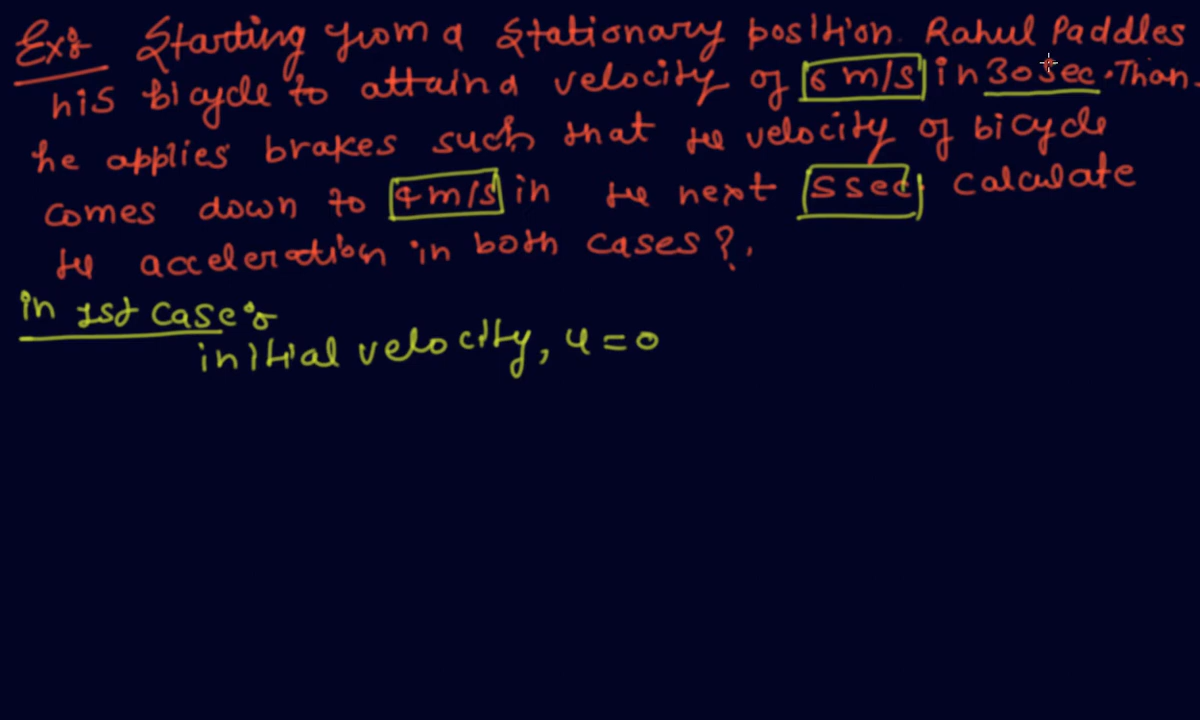 Ex: Starting from a stationary position. Rahul Paddles
his bicycle to attain a velocity of 6 m/s in 30 sec. Than
he applies brakes such that the velocity of bicycle
comes down to 4 m/s in the next 5 sec. calculate
the acceleration in both cases?.
in 1st case:
initial velocity, u = 0